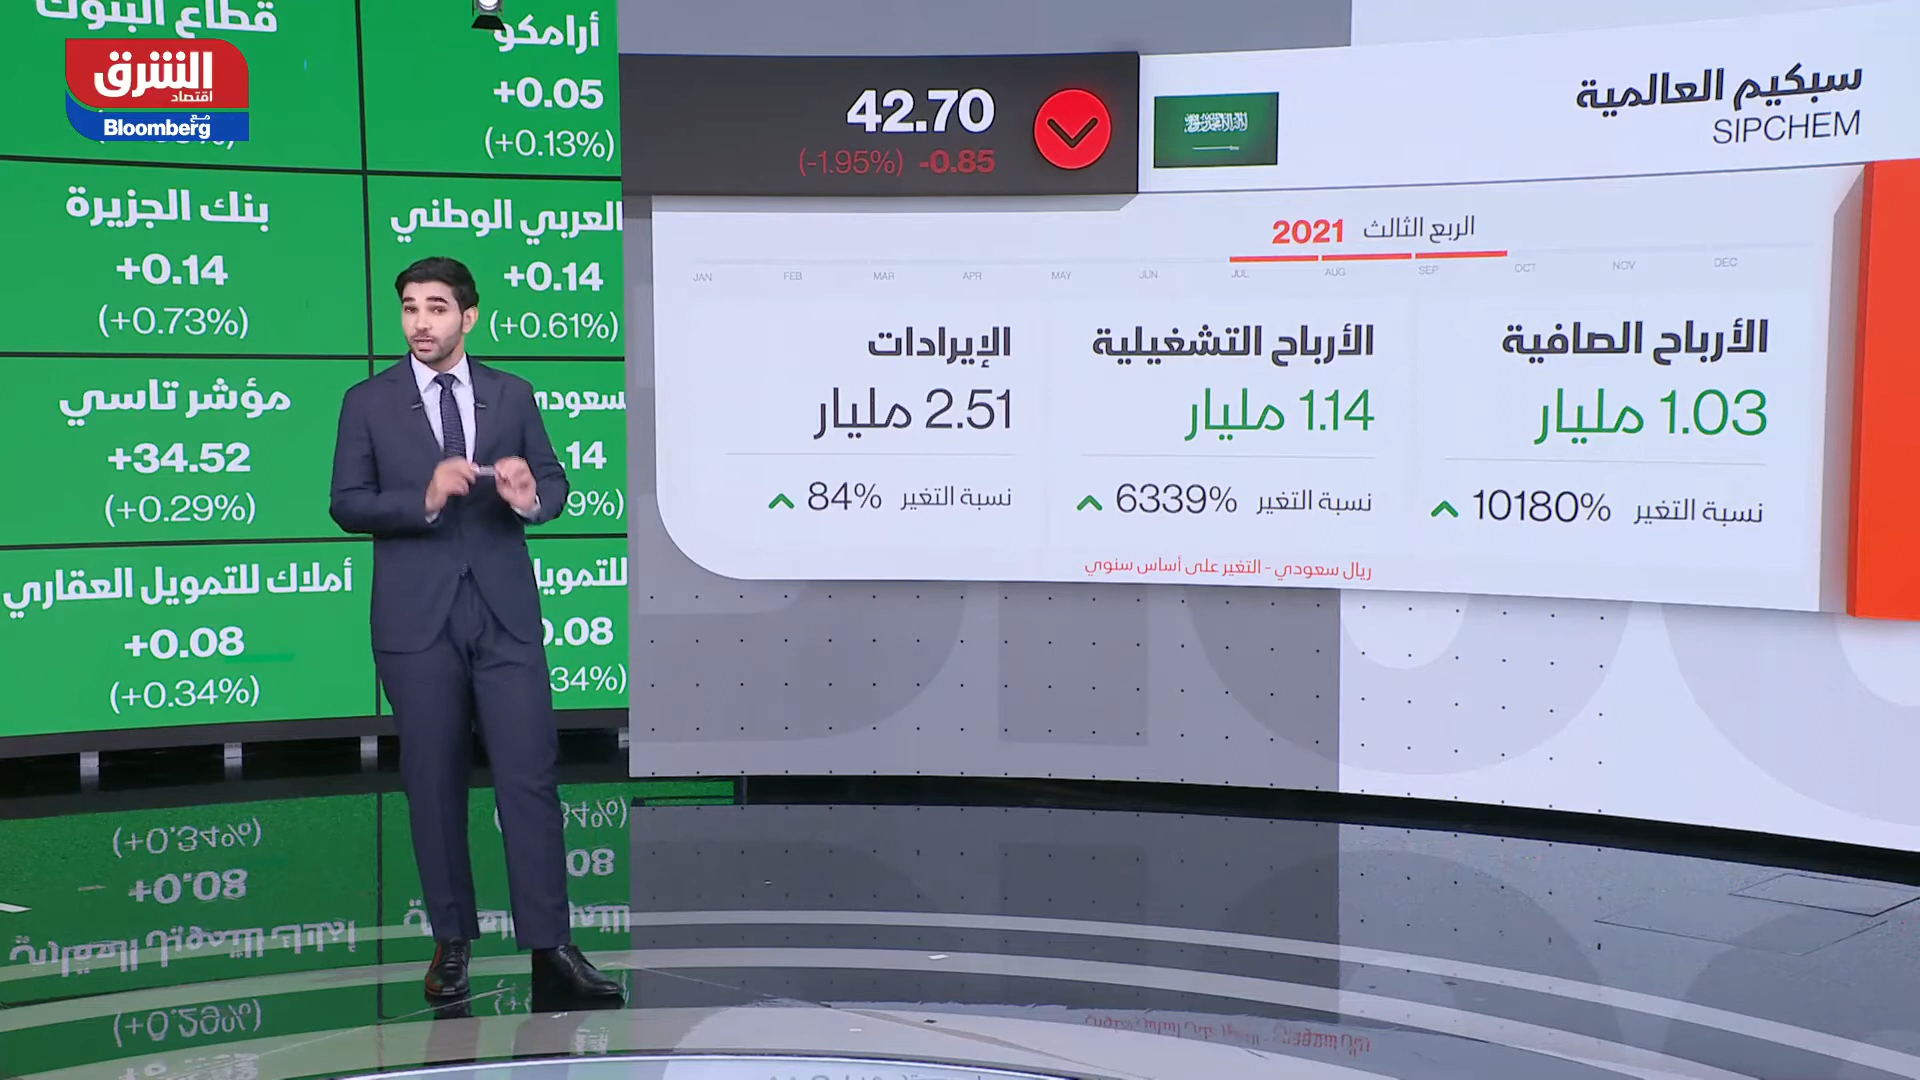 الشرق
اقتصاد
مع
Bloomberg
قطاع البنوك
أرامكو
+0.05
(+0.13%)
بنك الجزيرة
+0.14
(+0.73%)
العربي الوطني
+0.14
(+0.61%)
مؤشر تاسي
+34.52
(+0.29%)
أملاك للتمويل العقاري
+0.08
(+0.34%)
سبكيم العالمية
SIPCHEM
42.70
(-1.95%) -0.85
الربع الثالث 2021
JAN FEB MAR APR MAY JUN JUL AUG SEP OCT NOV DEC
الأرباح الصافية
1.03 مليار
نسبة التغير 10180%
الأرباح التشغيلية
1.14 مليار
نسبة التغير 6339%
الإيرادات
2.51 مليار
نسبة التغير 84%
ريال سعودي - التغير على أساس سنوي